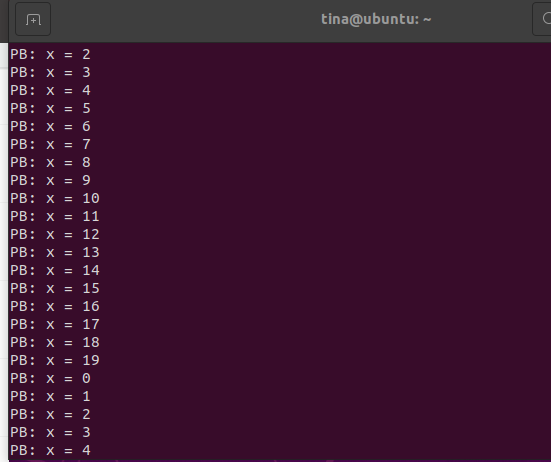 tina@ubuntu: ~
PB: x = 2
PB: x = 3
PB: x = 4
PB: x = 5
PB: x = 6
PB: x = 7
PB: x = 8
PB: x = 9
PB: x = 10
PB: x = 11
PB: x = 12
PB: x = 13
PB: x = 14
PB: x = 15
PB: x = 16
PB: x = 17
PB: x = 18
PB: x = 19
PB: x = 0
PB: x = 1
PB: x = 2
PB: x = 3
PB: x = 4